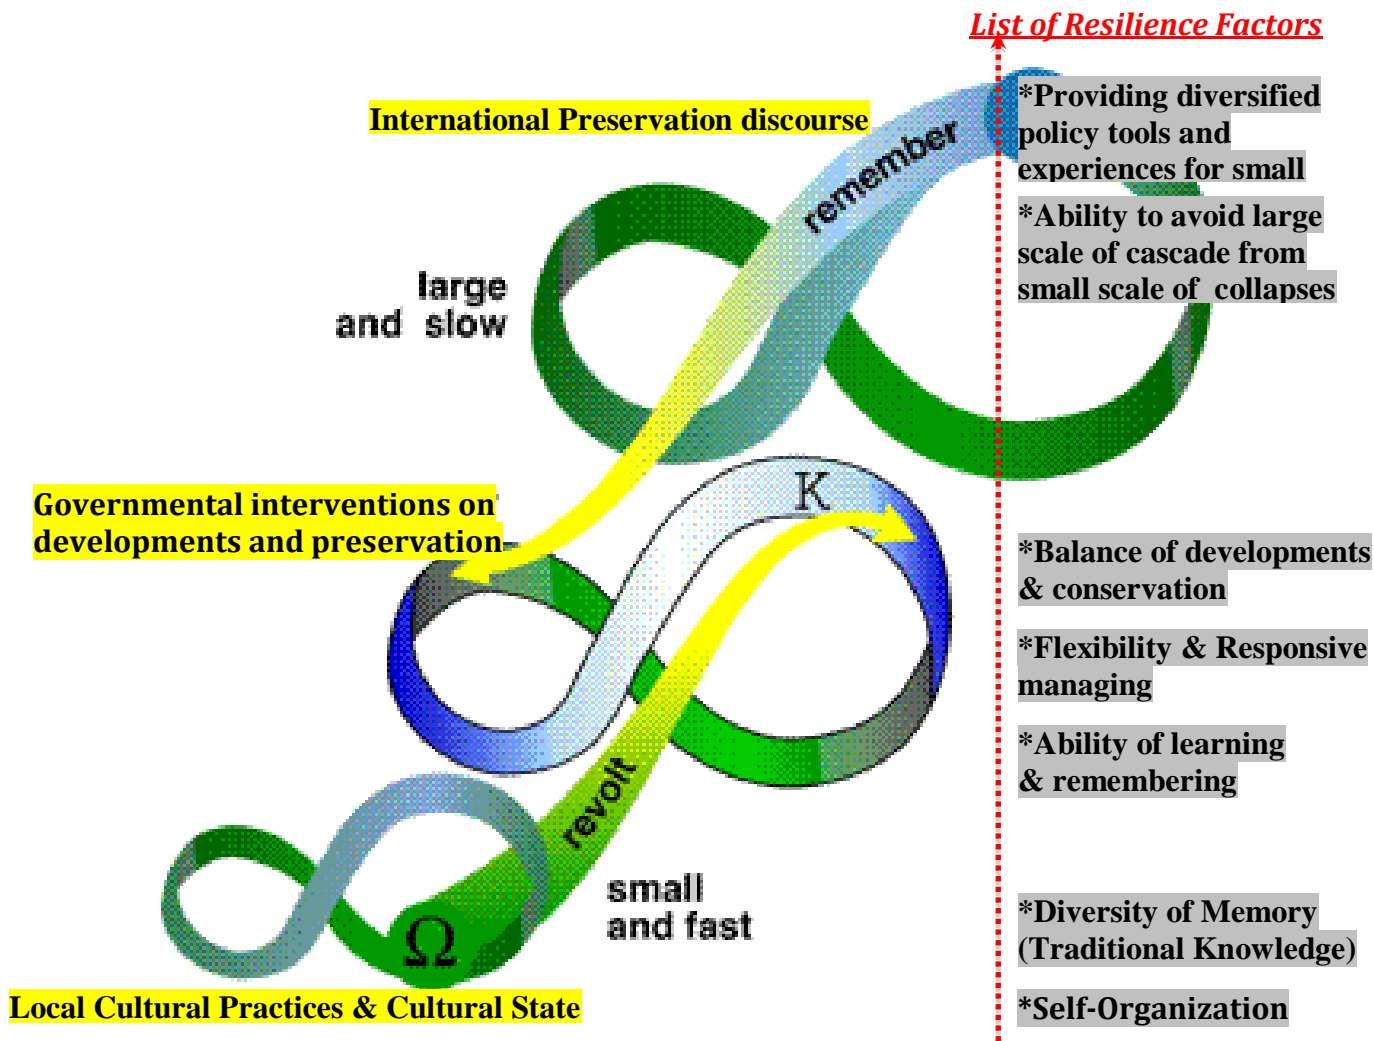 List of Resilience Factors
*Providing diversified
policy tools and
experiences for small
International Preservation discourse
remember
*Ability to avoid large
scale of cascade from
small scale of  collapses
large
and slow
K
Governmental interventions on
developments and preservation
*Balance of developments
& conservation
*Flexibility & Responsive
managing
*Ability of learning
& remembering
revolt
small
and fast
Ω
*Diversity of Memory
(Traditional Knowledge)
Local Cultural Practices & Cultural State
*Self-Organization